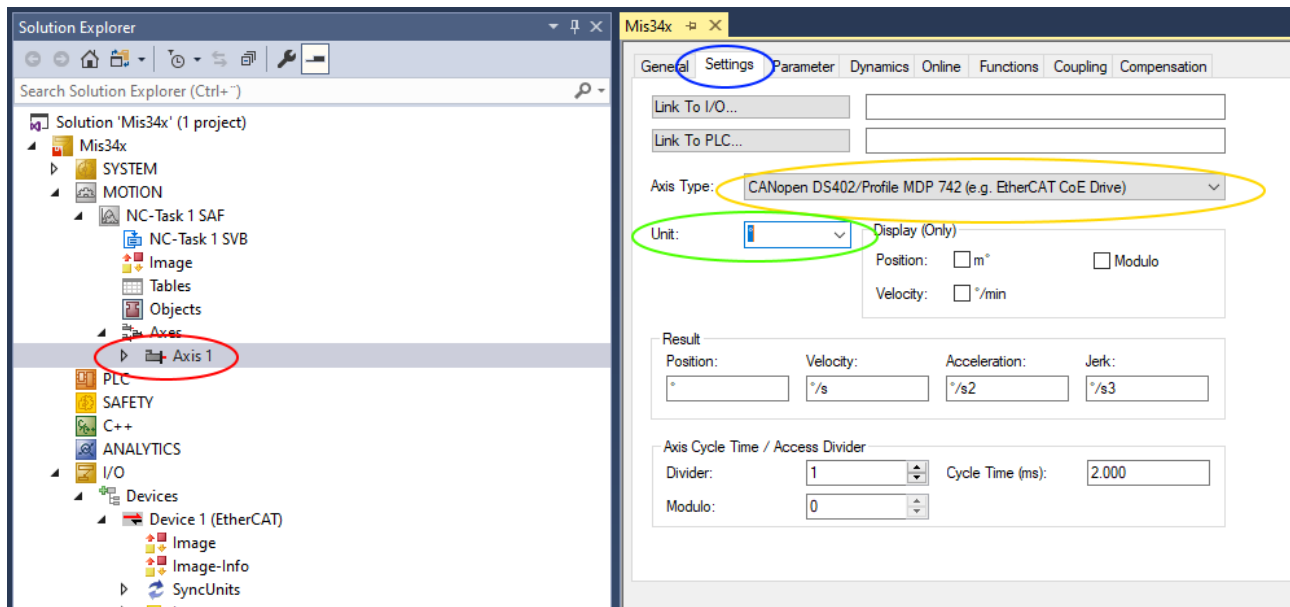 Solution Explorer
Search Solution Explorer (Ctrl+¨)
Solution 'Mis34x' (1 project)
Mis34x
SYSTEM
MOTION
NC-Task 1 SAF
NC-Task 1 SVB
Image
Tables
Objects
Axes
Axis 1
PLC
SAFETY
C++
ANALYTICS
I/O
Devices
Device 1 (EtherCAT)
Image
Image-Info
SyncUnits
Mis34x
General Settings Parameter Dynamics Online Functions Coupling Compensation
Link To I/O...
Link To PLC...
Axis Type: CANopen DS402/Profile MDP 742 (e.g. EtherCAT CoE Drive)
Unit: °
Display (Only)
Position: m° Modulo
Velocity: °/min
Result
Position: Velocity: Acceleration: Jerk:
° °/s °/s2 °/s3
Axis Cycle Time / Access Divider
Divider: 1 Cycle Time (ms): 2.000
Modulo: 0